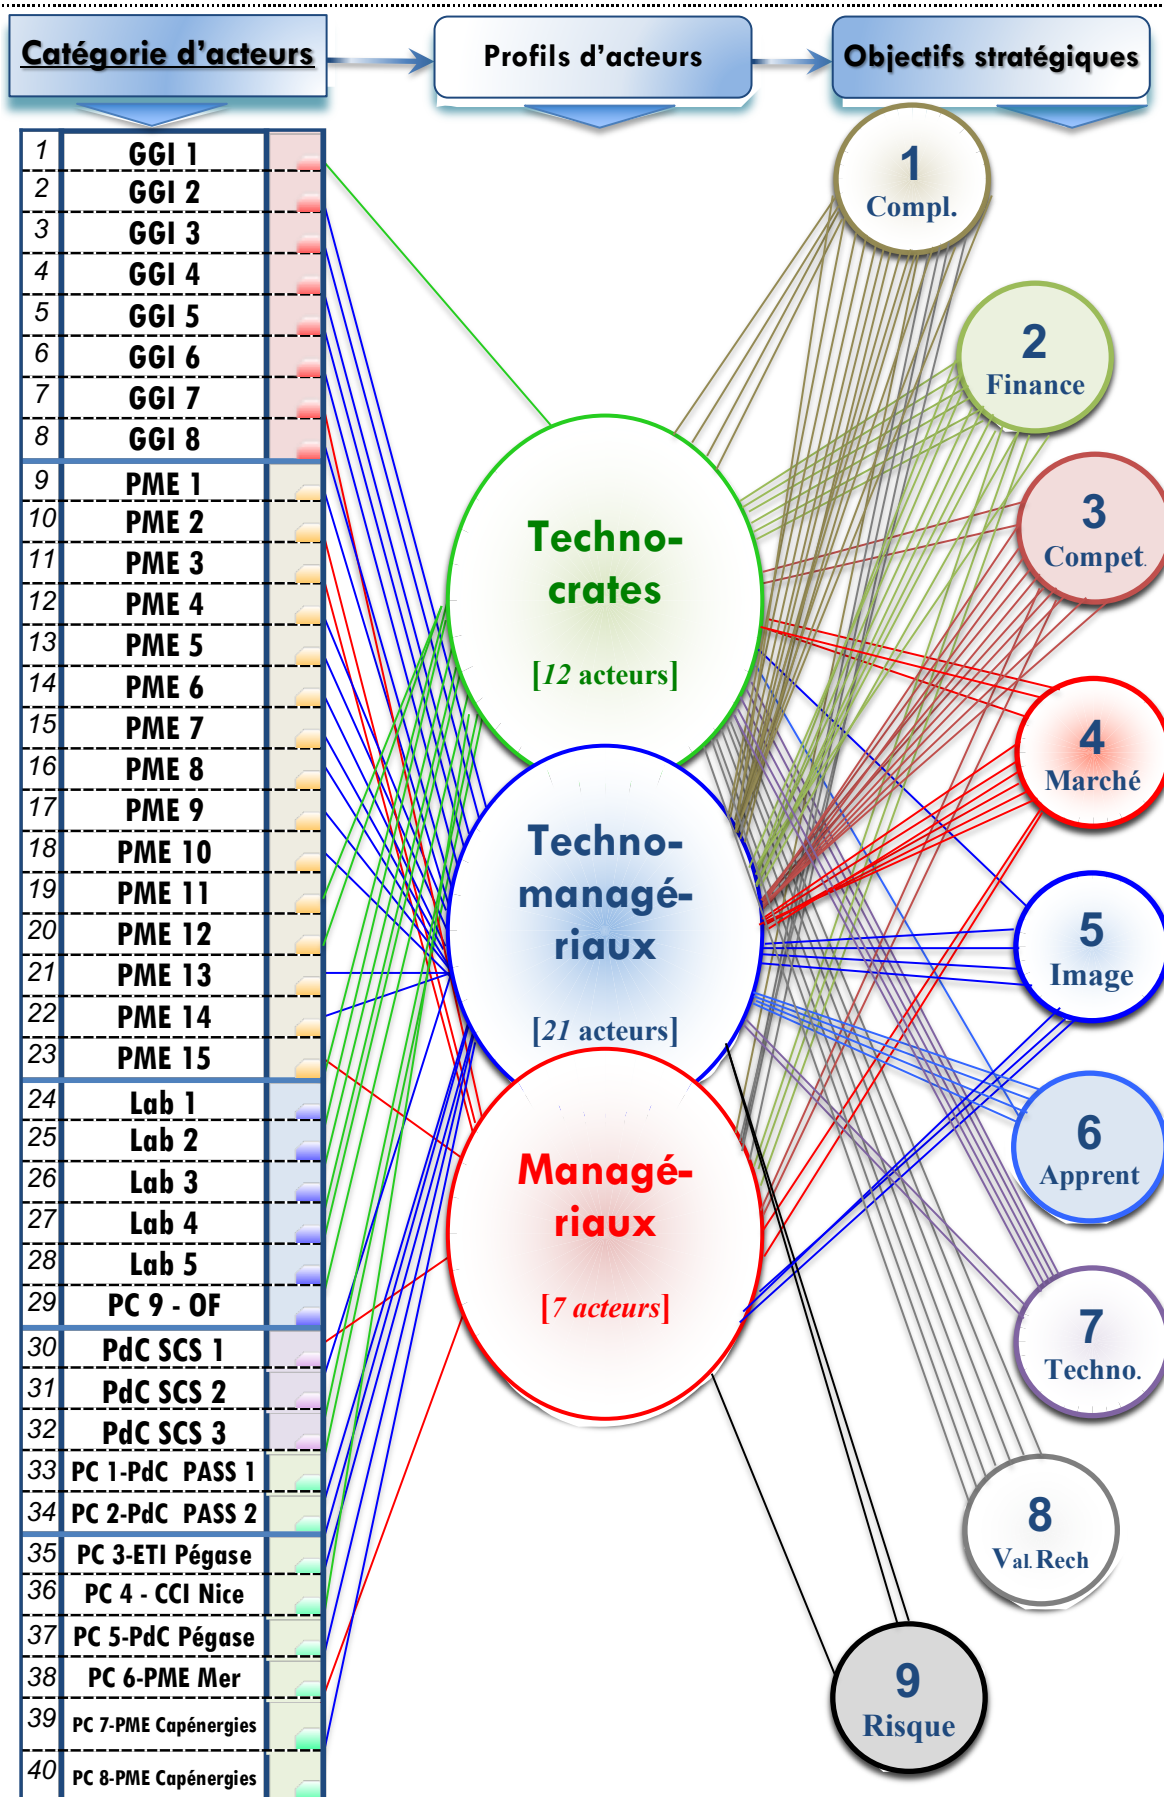 Catégorie d’acteurs
Profils d’acteurs
Objectifs stratégiques
1 GGI 1
2 GGI 2
3 GGI 3
4 GGI 4
5 GGI 5
6 GGI 6
7 GGI 7
8 GGI 8
9 PME 1
10 PME 2
11 PME 3
12 PME 4
13 PME 5
14 PME 6
15 PME 7
16 PME 8
17 PME 9
18 PME 10
19 PME 11
20 PME 12
21 PME 13
22 PME 14
23 PME 15
24 Lab 1
25 Lab 2
26 Lab 3
27 Lab 4
28 Lab 5
29 PC 9 - OF
30 PdC SCS 1
31 PdC SCS 2
32 PdC SCS 3
33 PC 1-PdC PASS 1
34 PC 2-PdC PASS 2
35 PC 3-ETI Pégase
36 PC 4 - CCI Nice
37 PC 5-PdC Pégase
38 PC 6-PME Mer
39 PC 7-PME Capénergies
40 PC 8-PME Capénergies
Techno-
crates
[12 acteurs]
Techno-
managé-
riaux
[21 acteurs]
Managé-
riaux
[7 acteurs]
1
Compl.
2
Finance
3
Compet.
4
Marché
5
Image
6
Apprent
7
Techno.
8
Val. Rech
9
Risque